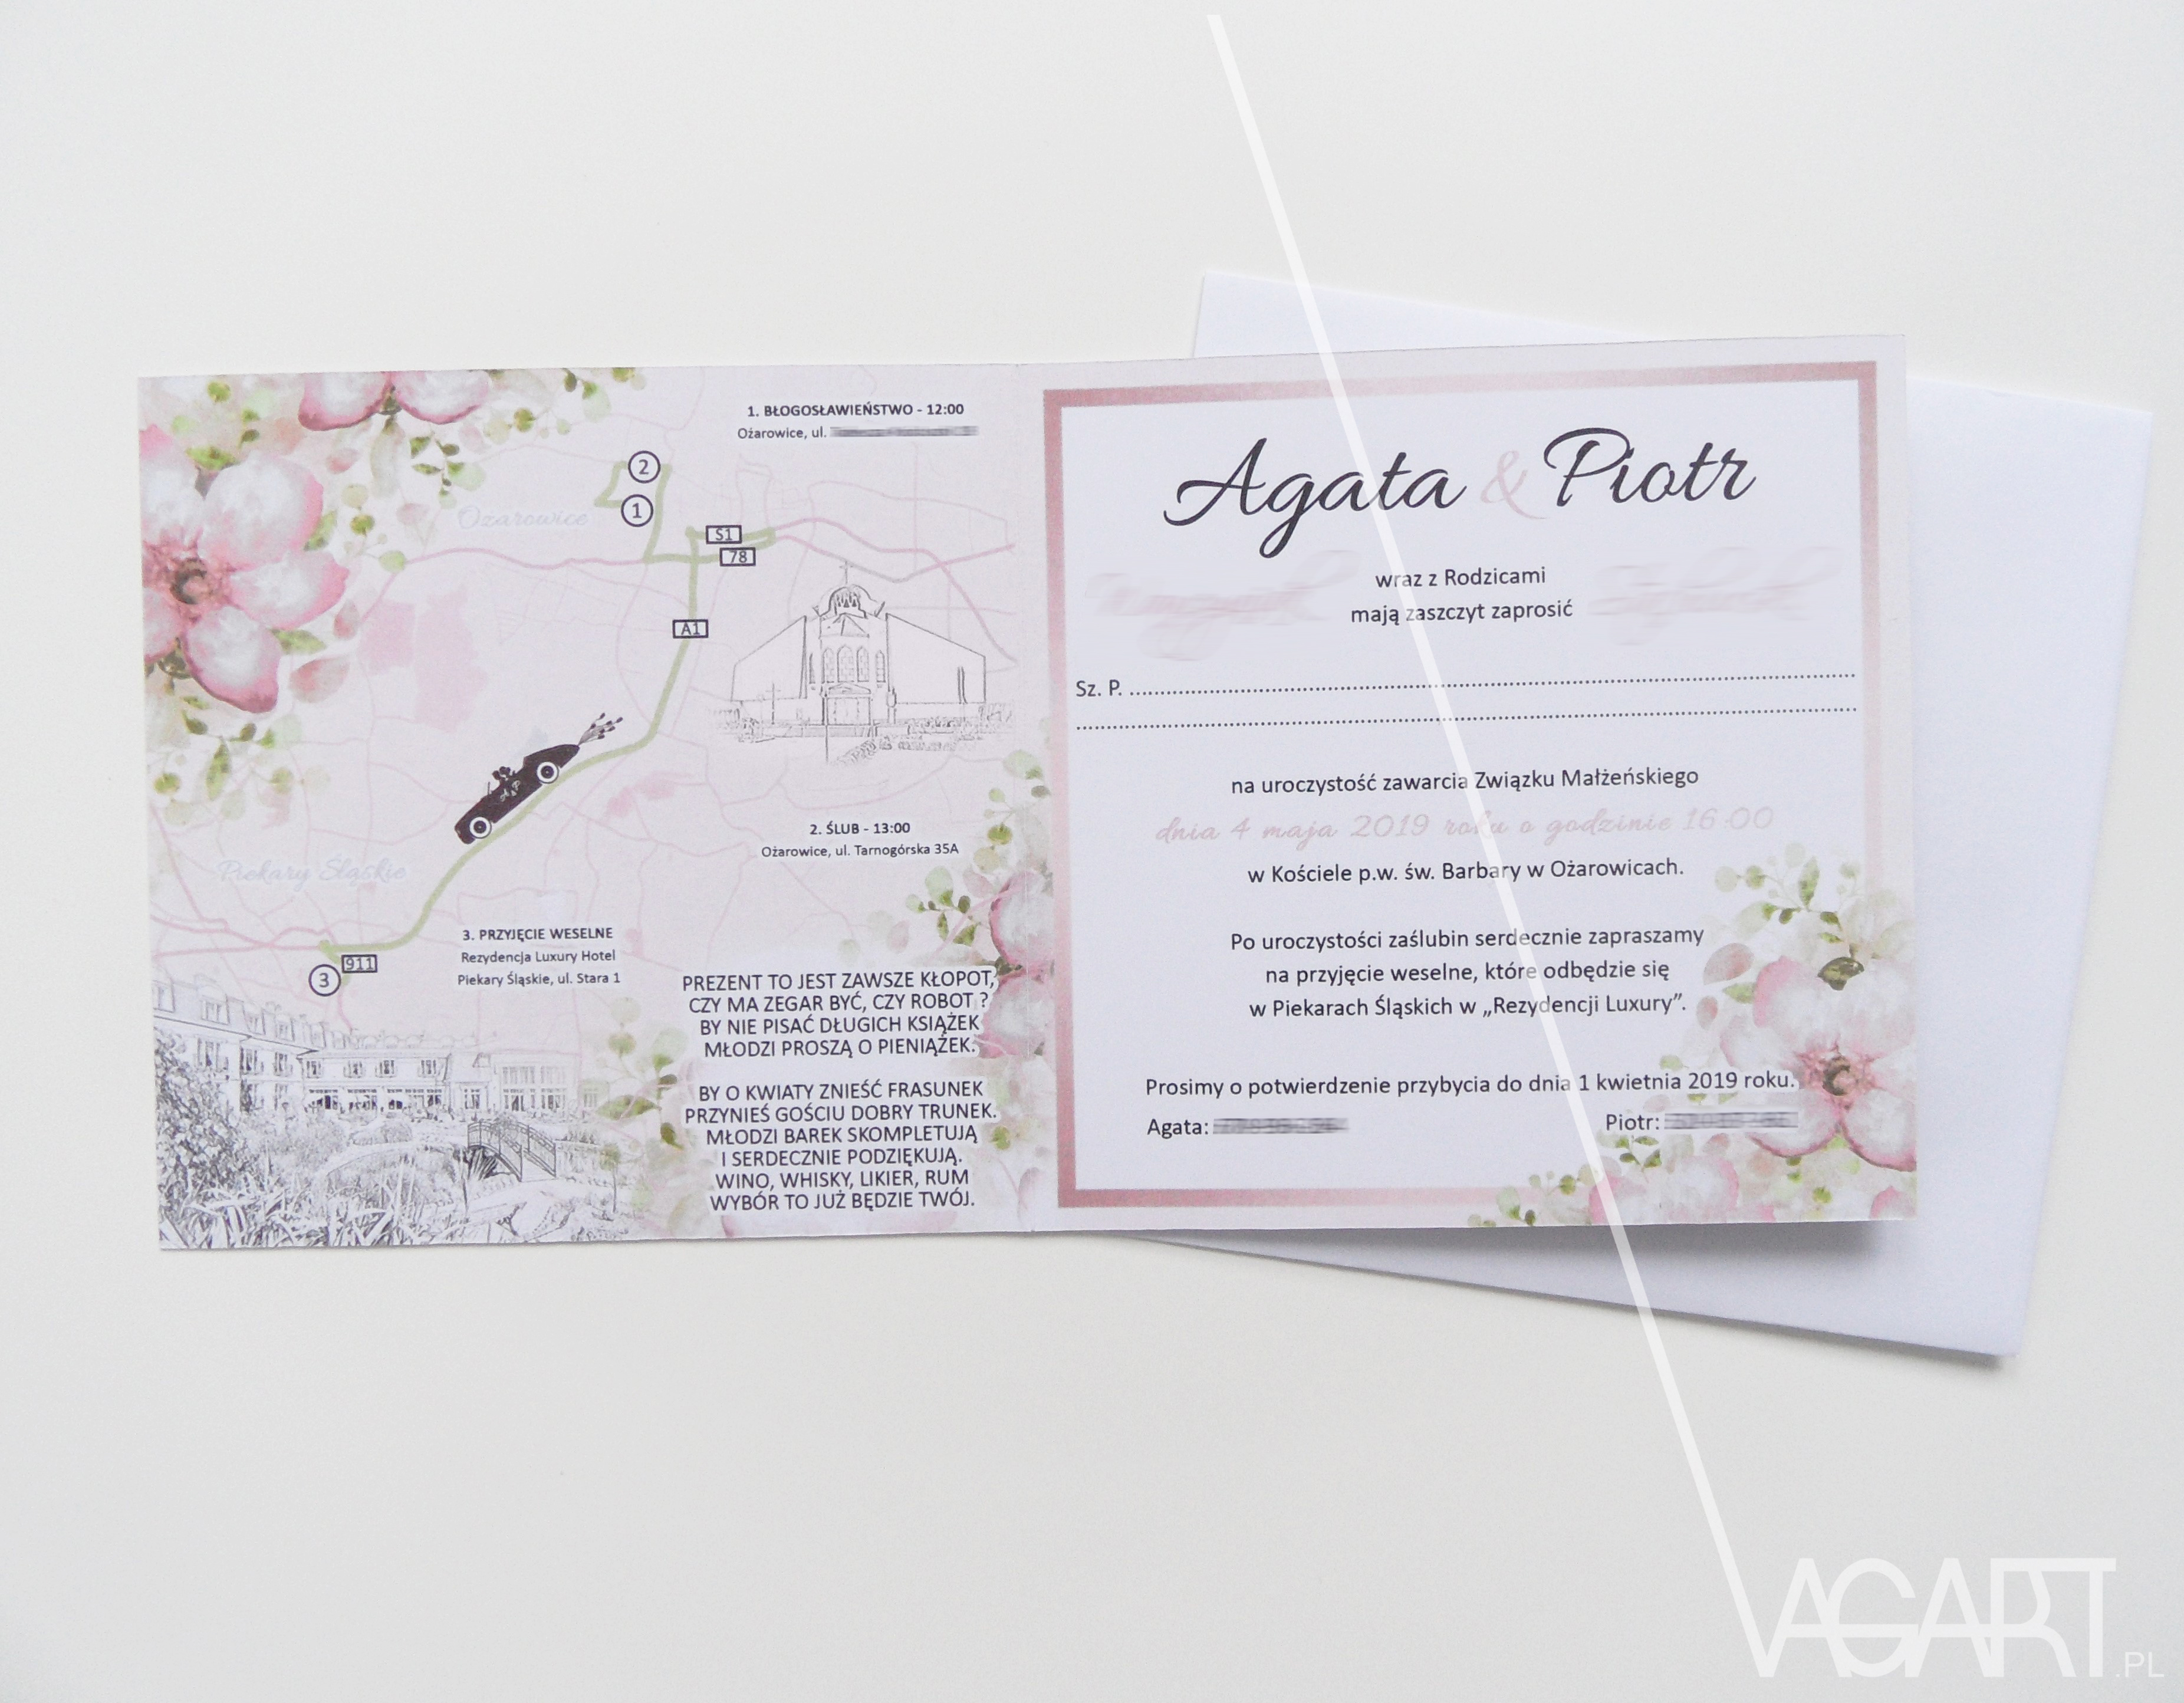 1. BŁOGOSŁAWIEŃSTWO - 12:00
Ożarowice, ul.
2
1
Ożarowice
S1
78
A1
A&P
2. ŚLUB - 13:00
Ożarowice, ul. Tarnogórska 35A
Piekary Śląskie
3. PRZYJĘCIE WESELNE
Rezydencja Luxury Hotel
Piekary Śląskie, ul. Stara 1
911
3
PREZENT TO JEST ZAWSZE KŁOPOT,
CZY MA ZEGAR BYĆ, CZY ROBOT ?
BY NIE PISAĆ DŁUGICH KSIĄŻEK
MŁODZI PROSZĄ O PIENIĄŻEK.
BY O KWIATY ZNIEŚĆ FRASUNEK
PRZYNIEŚ GOŚCIU DOBRY TRUNEK.
MŁODZI BAREK SKOMPLETUJĄ
I SERDECZNIE PODZIĘKUJĄ.
WINO, WHISKY, LIKIER, RUM
WYBÓR TO JUŻ BĘDZIE TWÓJ.
Agata & Piotr
wraz z Rodzicami
mają zaszczyt zaprosić
Sz. P. ....................
....................
na uroczystość zawarcia Związku Małżeńskiego
dnia 4 maja 2019 roku o godzinie 16:00
w Kościele p.w. św. Barbary w Ożarowicach.
Po uroczystości zaślubin serdecznie zapraszamy
na przyjęcie weselne, które odbędzie się
w Piekarach Śląskich w „Rezydencji Luxury”.
Prosimy o potwierdzenie przybycia do dnia 1 kwietnia 2019 roku.
Agata:
Piotr:
VAGART.PL